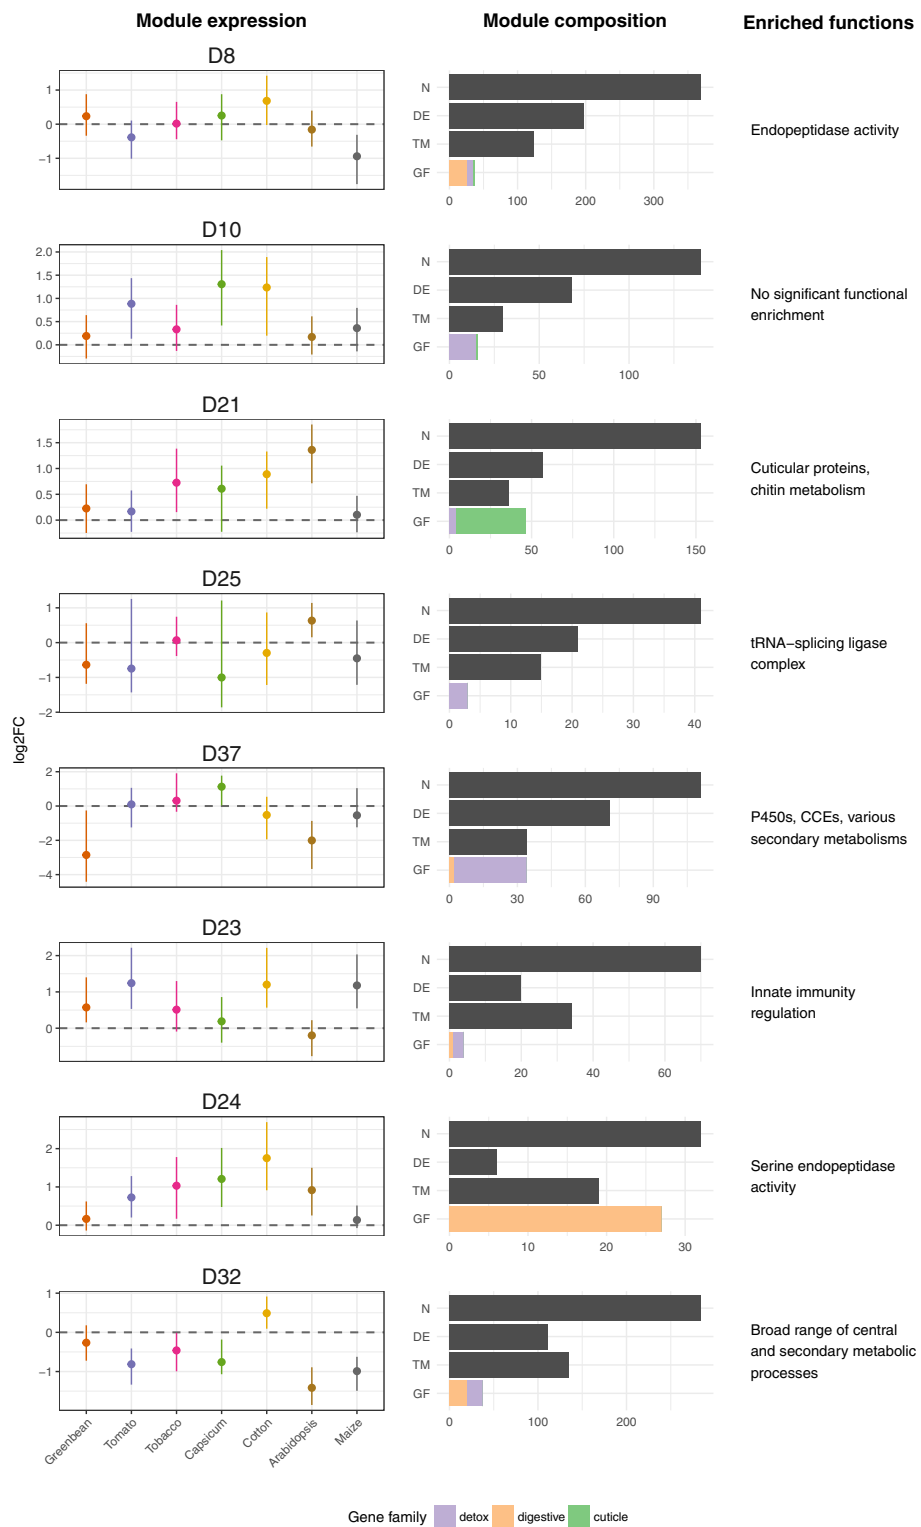 Module expression
Module composition
Enriched functions
log2FC
D8
1
0
−1
N
DE
TM
GF
0 100 200 300
Endopeptidase activity
D10
2.0
1.5
1.0
0.5
0.0
N
DE
TM
GF
0 50 100
No significant functional
enrichment
D21
1.5
1.0
0.5
0.0
N
DE
TM
GF
0 50 100 150
Cuticular proteins,
chitin metabolism
D25
1
0
−1
−2
N
DE
TM
GF
0 10 20 30 40
tRNA−splicing ligase
complex
D37
2
0
−2
−4
N
DE
TM
GF
0 30 60 90
P450s, CCEs, various
secondary metabolisms
D23
2
1
0
N
DE
TM
GF
0 20 40 60
Innate immunity
regulation
D24
2
1
0
N
DE
TM
GF
0 10 20 30
Serine endopeptidase
activity
D32
1
0
−1
N
DE
TM
GF
0 100 200
Broad range of central
and secondary metabolic
processes
Greenbean
Tomato
Tobacco
Capsicum
Cotton
Arabidopsis
Maize
Gene family detox digestive cuticle